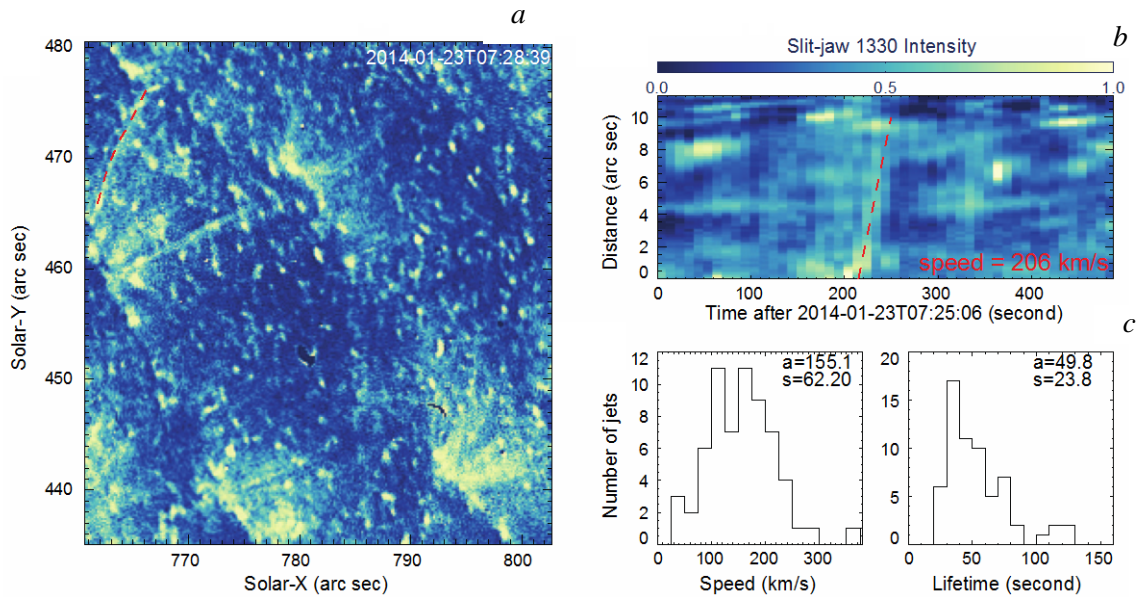 a
2014-01-23T07:28:39
480
470
460
450
440
770 780 790 800
Solar-X (arc sec)
Solar-Y (arc sec)
b
Slit-jaw 1330 Intensity
0.0 0.5 1.0
10
8
6
4
2
0
Distance (arc sec)
speed = 206 km/s
0 100 200 300 400
Time after 2014-01-23T07:25:06 (second)
c
12
10
8
6
4
2
0
Number of jets
a=155.1
s=62.20
0 100 200 300
Speed (km/s)
20
15
10
5
0
a=49.8
s=23.8
0 50 100 150
Lifetime (second)